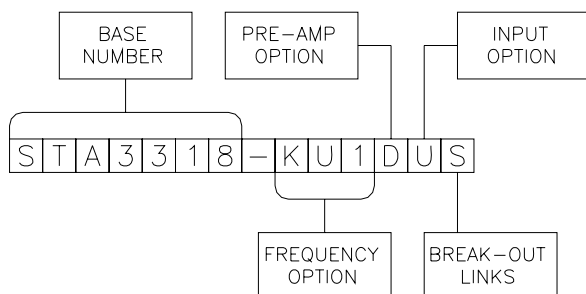 BASE
NUMBER
PRE-AMP
OPTION
INPUT
OPTION
STA3318-KU1DUS
FREQUENCY
OPTION
BREAK-OUT
LINKS